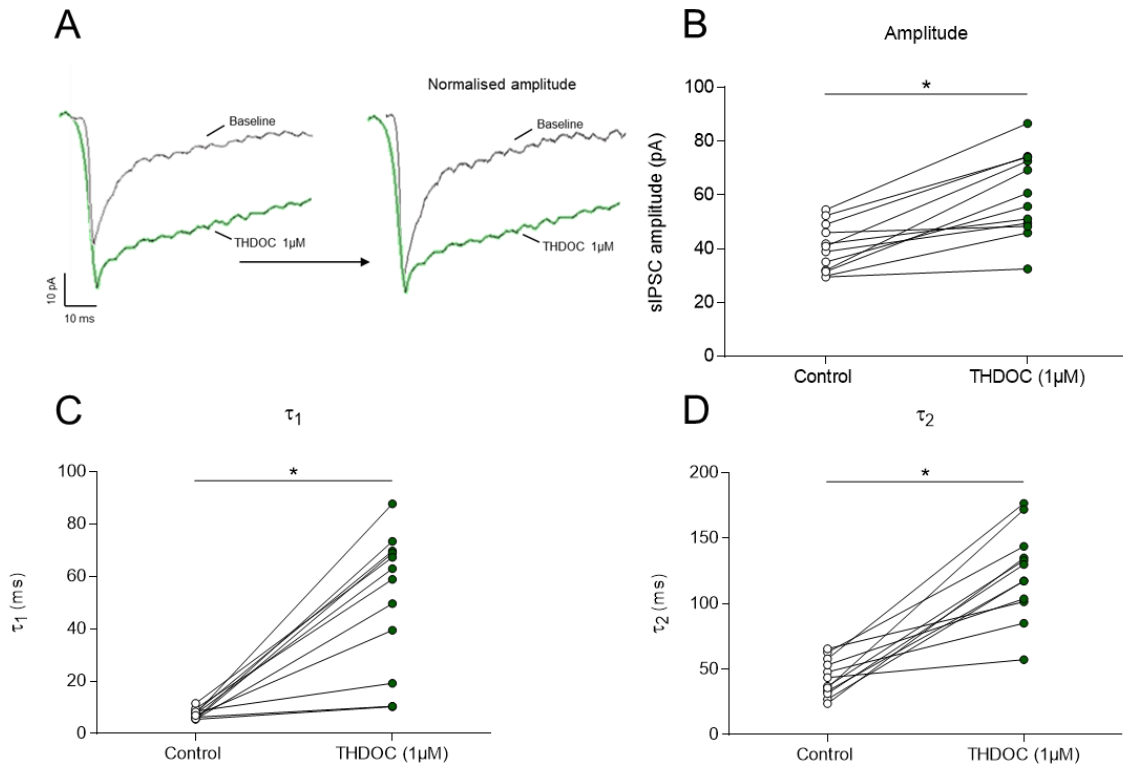 A
Normalised amplitude
Baseline
Baseline
THDOC 1µM
THDOC 1µM
10 pA
10 ms
B
Amplitude
*
100
80
60
40
20
0
sIPSC amplitude (pA)
Control
THDOC (1µM)
C
τ1
*
100
80
60
40
20
0
τ1 (ms)
Control
THDOC (1µM)
D
τ2
*
200
150
100
50
0
τ2 (ms)
Control
THDOC (1µM)